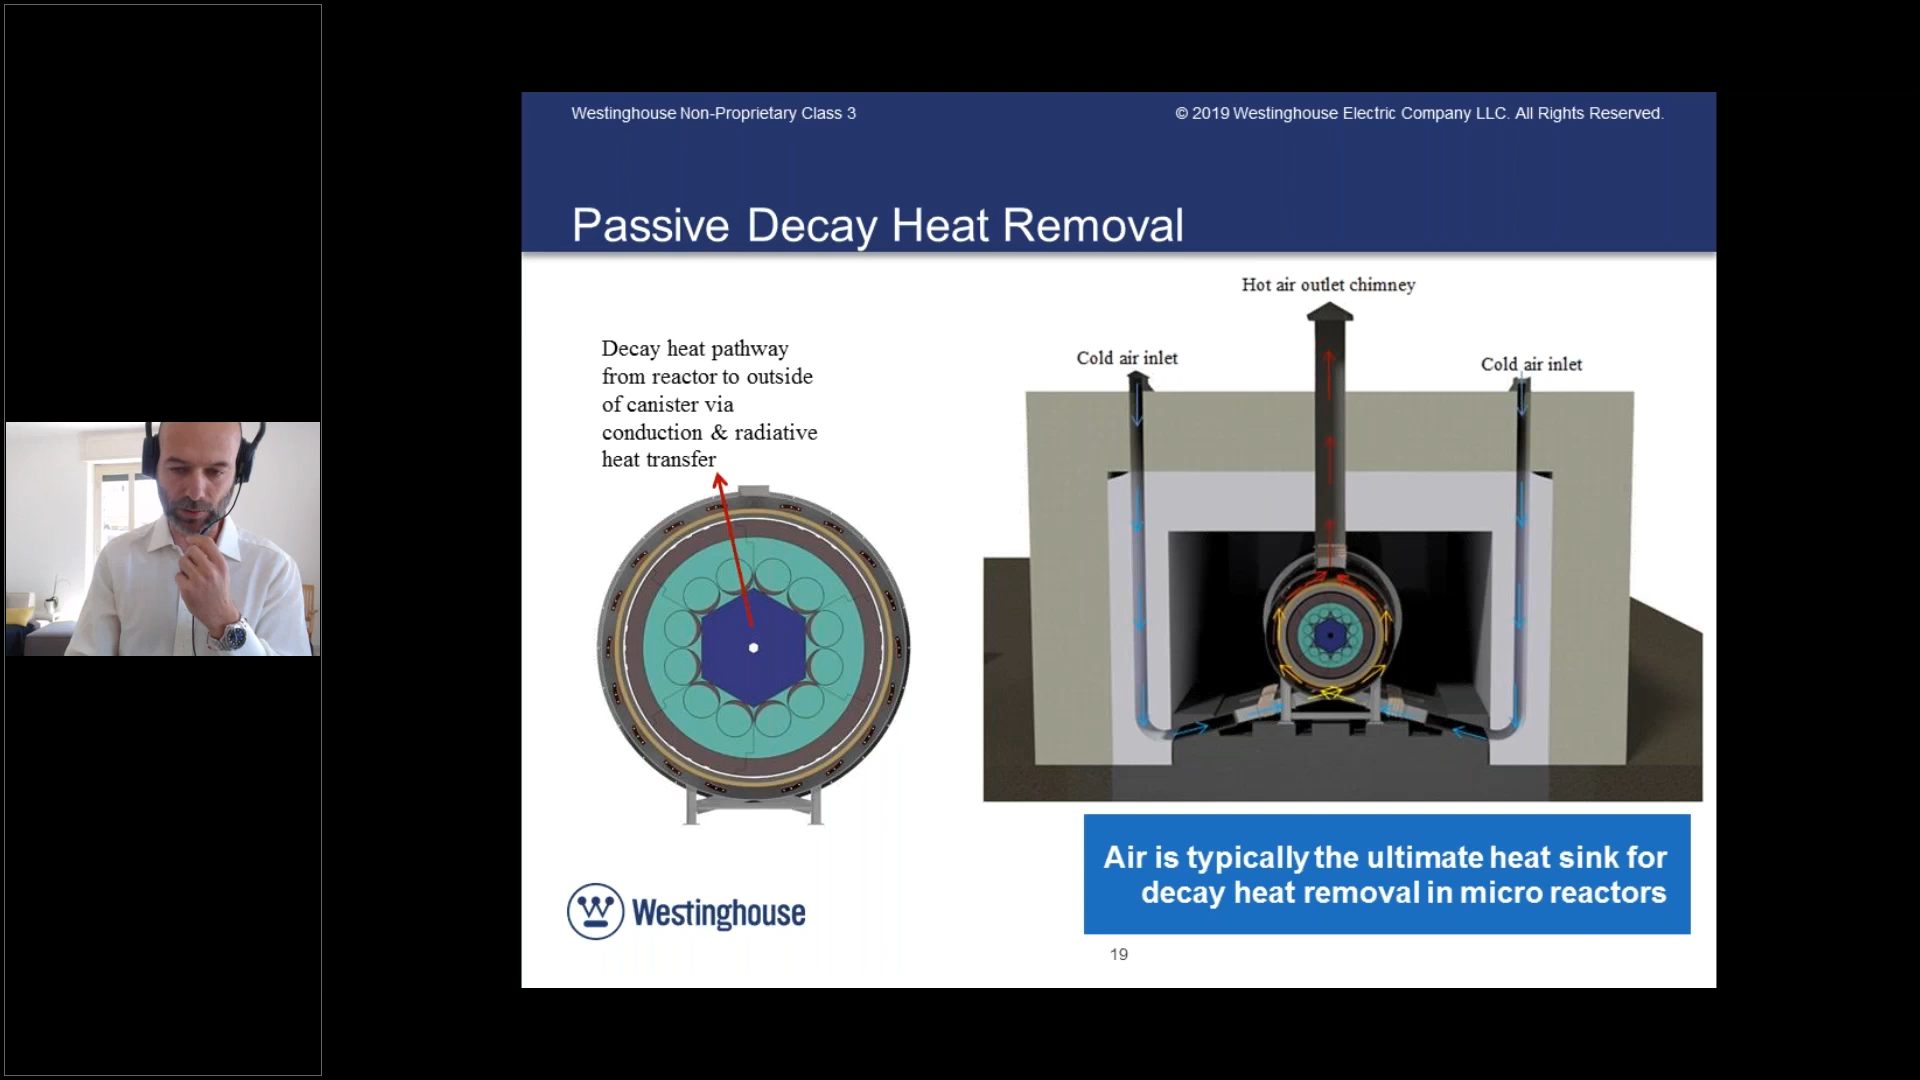 Westinghouse Non-Proprietary Class 3
© 2019 Westinghouse Electric Company LLC. All Rights Reserved.
Passive Decay Heat Removal
Hot air outlet chimney
Cold air inlet
Cold air inlet
Decay heat pathway
from reactor to outside
of canister via
conduction & radiative
heat transfer
Air is typically the ultimate heat sink for
decay heat removal in micro reactors
Westinghouse
19